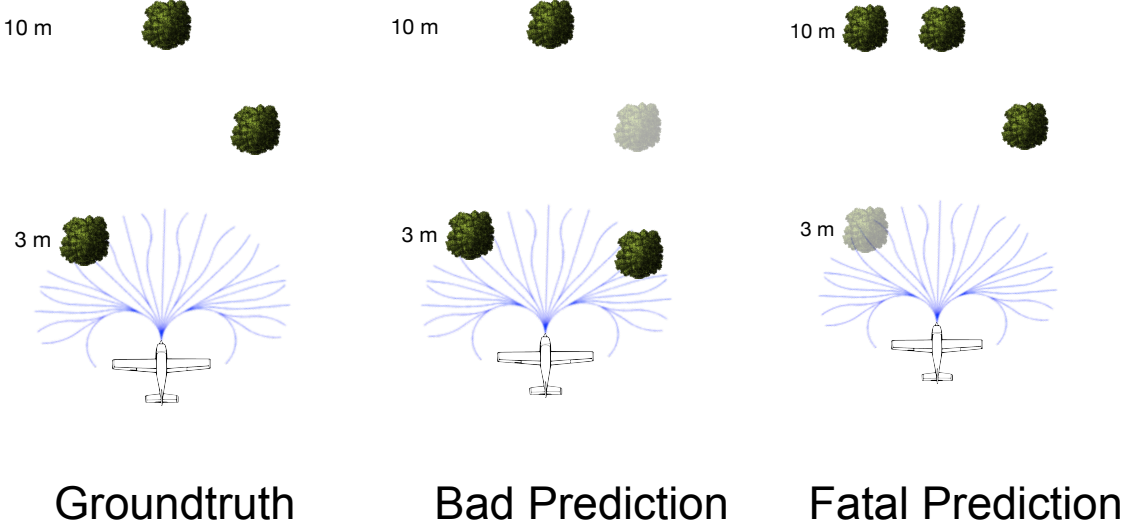 10 m
10 m
10 m
3 m
3 m
3 m
Groundtruth
Bad Prediction
Fatal Prediction